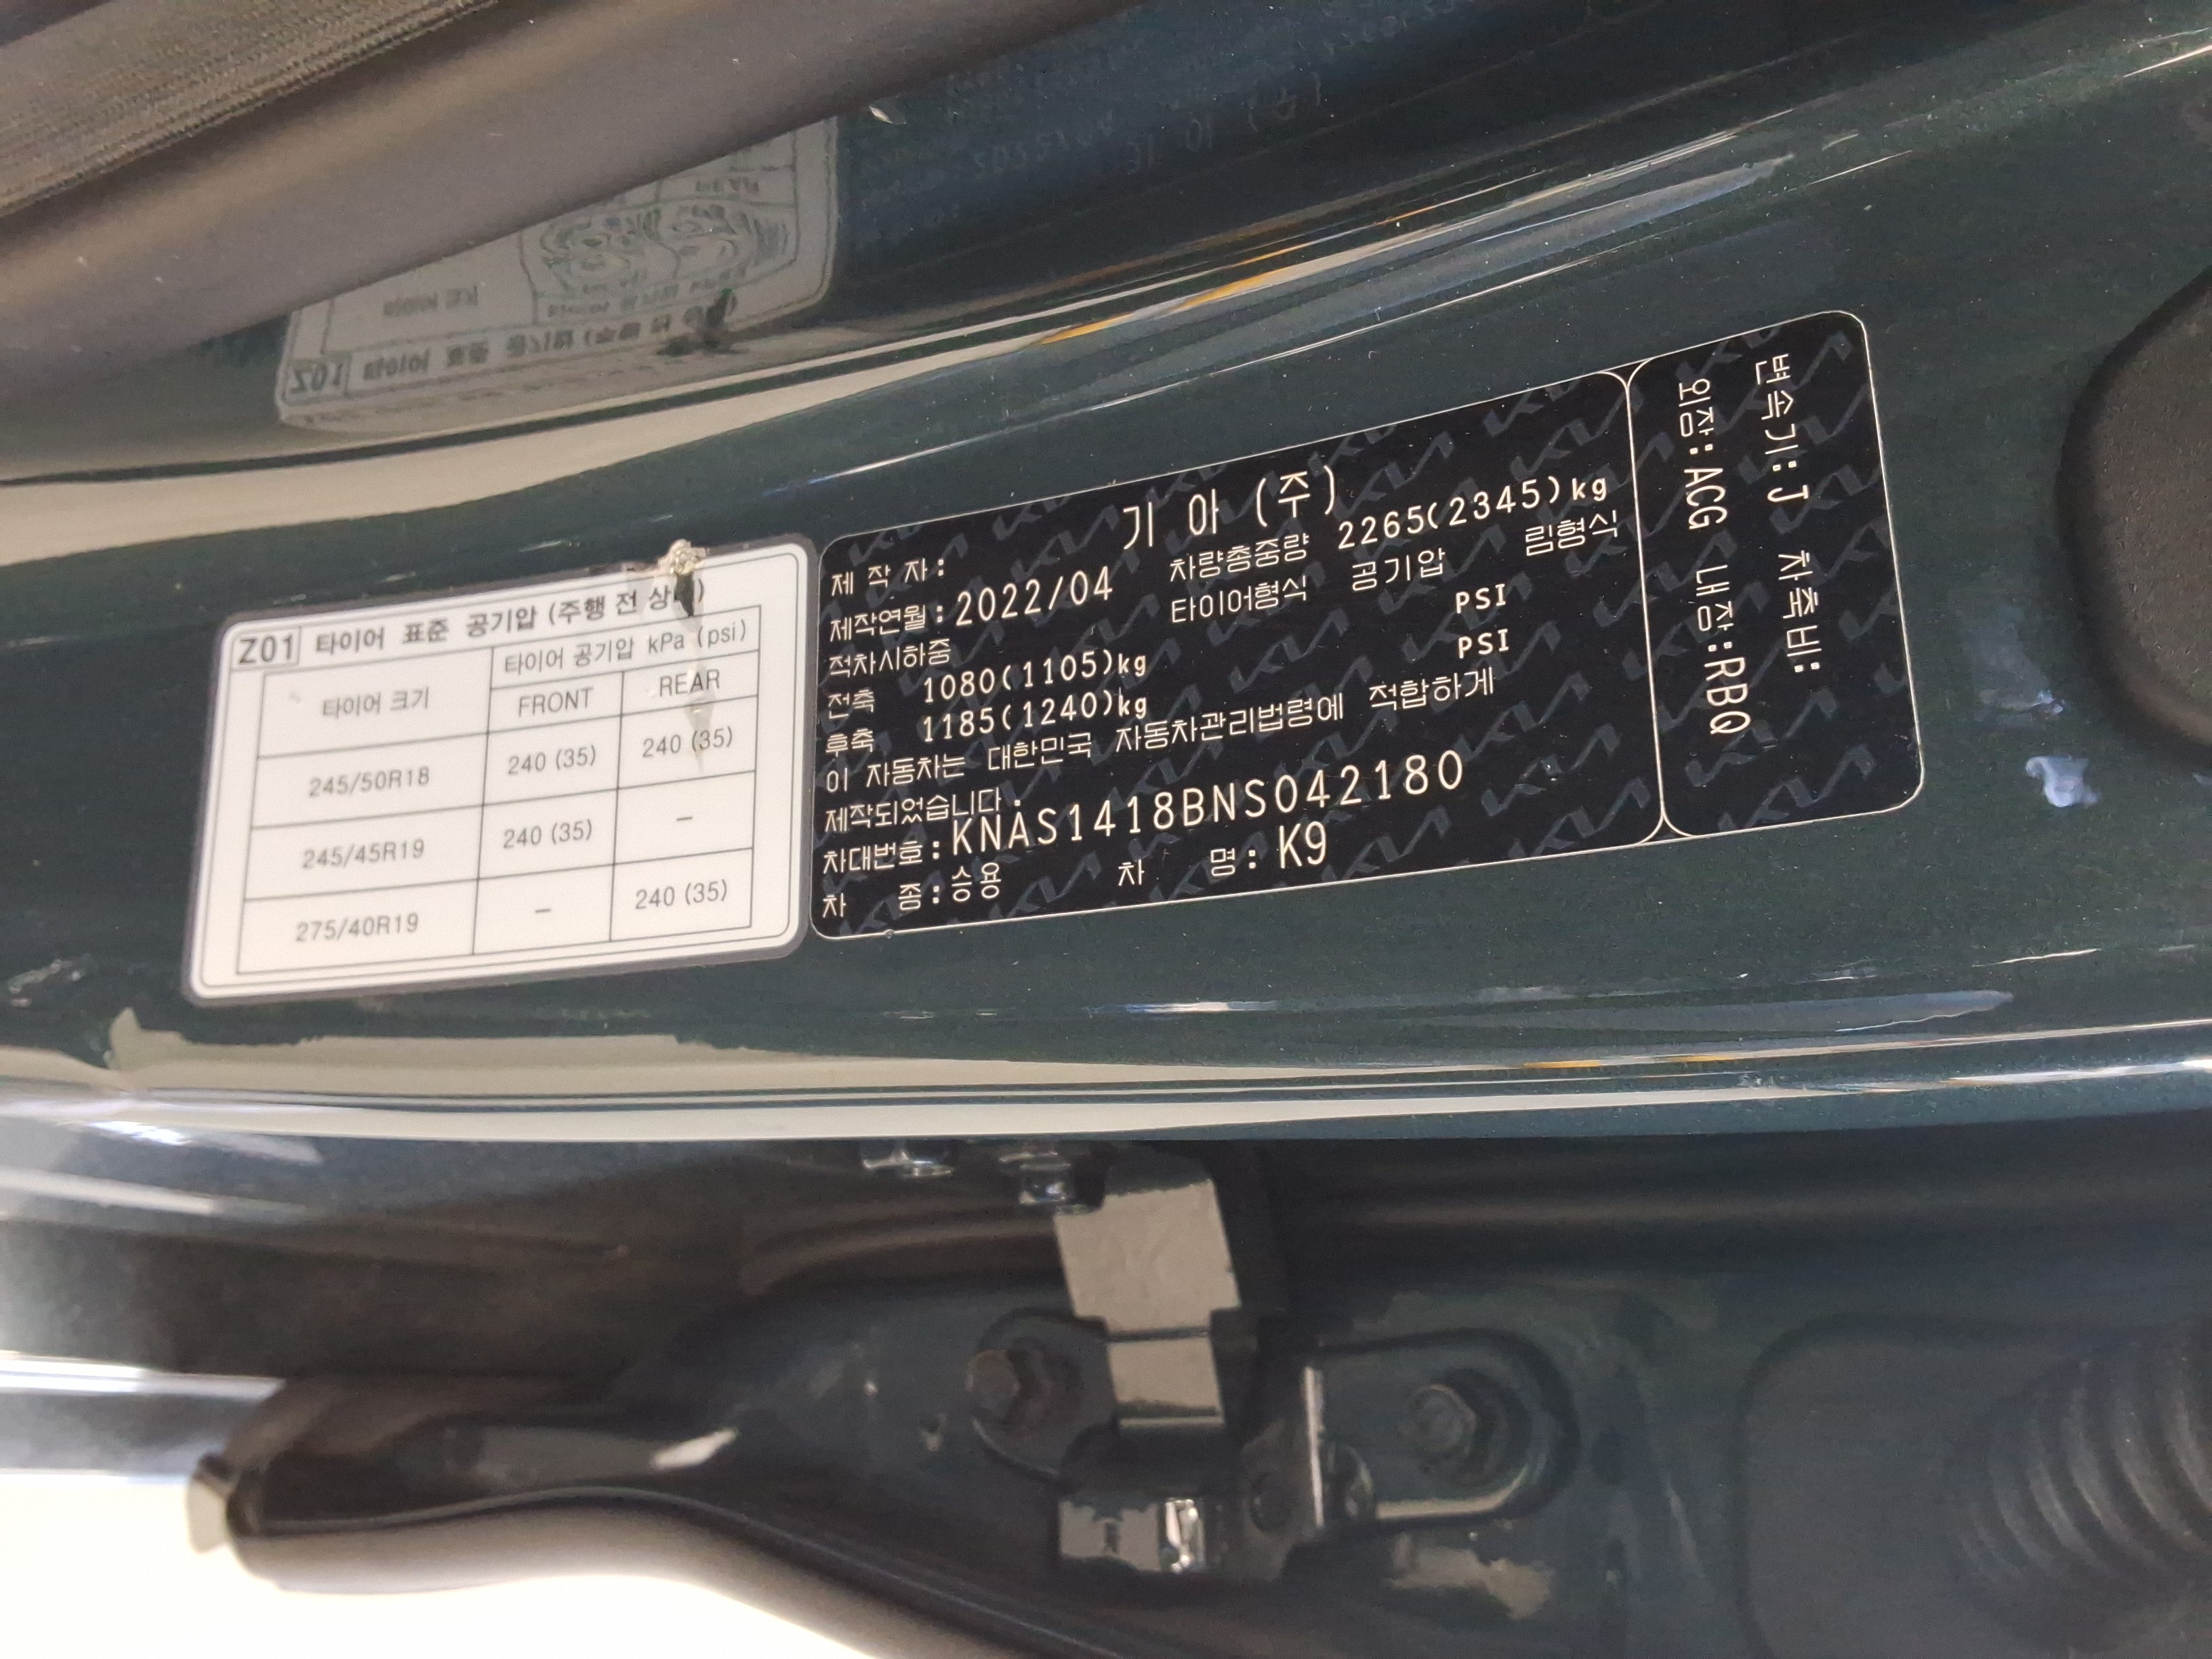 Z01 타이어 표준 공기압 (주행 전 상태)
타이어 크기 타이어 공기압 kPa (psi)
FRONT REAR
245/50R18 240 (35) 240 (35)
245/45R19 240 (35) –
275/40R19 – 240 (35)
제 작 자: 기 아 (주)
제작연월: 2022/04 차량총중량 2265(2345)kg
적차시하중 타이어형식 공기압 림형식
전축 1080(1105)kg PSI
후축 1185(1240)kg PSI
이 자동차는 대한민국 자동차관리법령에 적합하게
제작되었습니다.
차대번호: KNAS1418BNS042180
차 종: 승용 차 명: K9
변속기: J 차축비:
외장: ACG 내장: RBQ